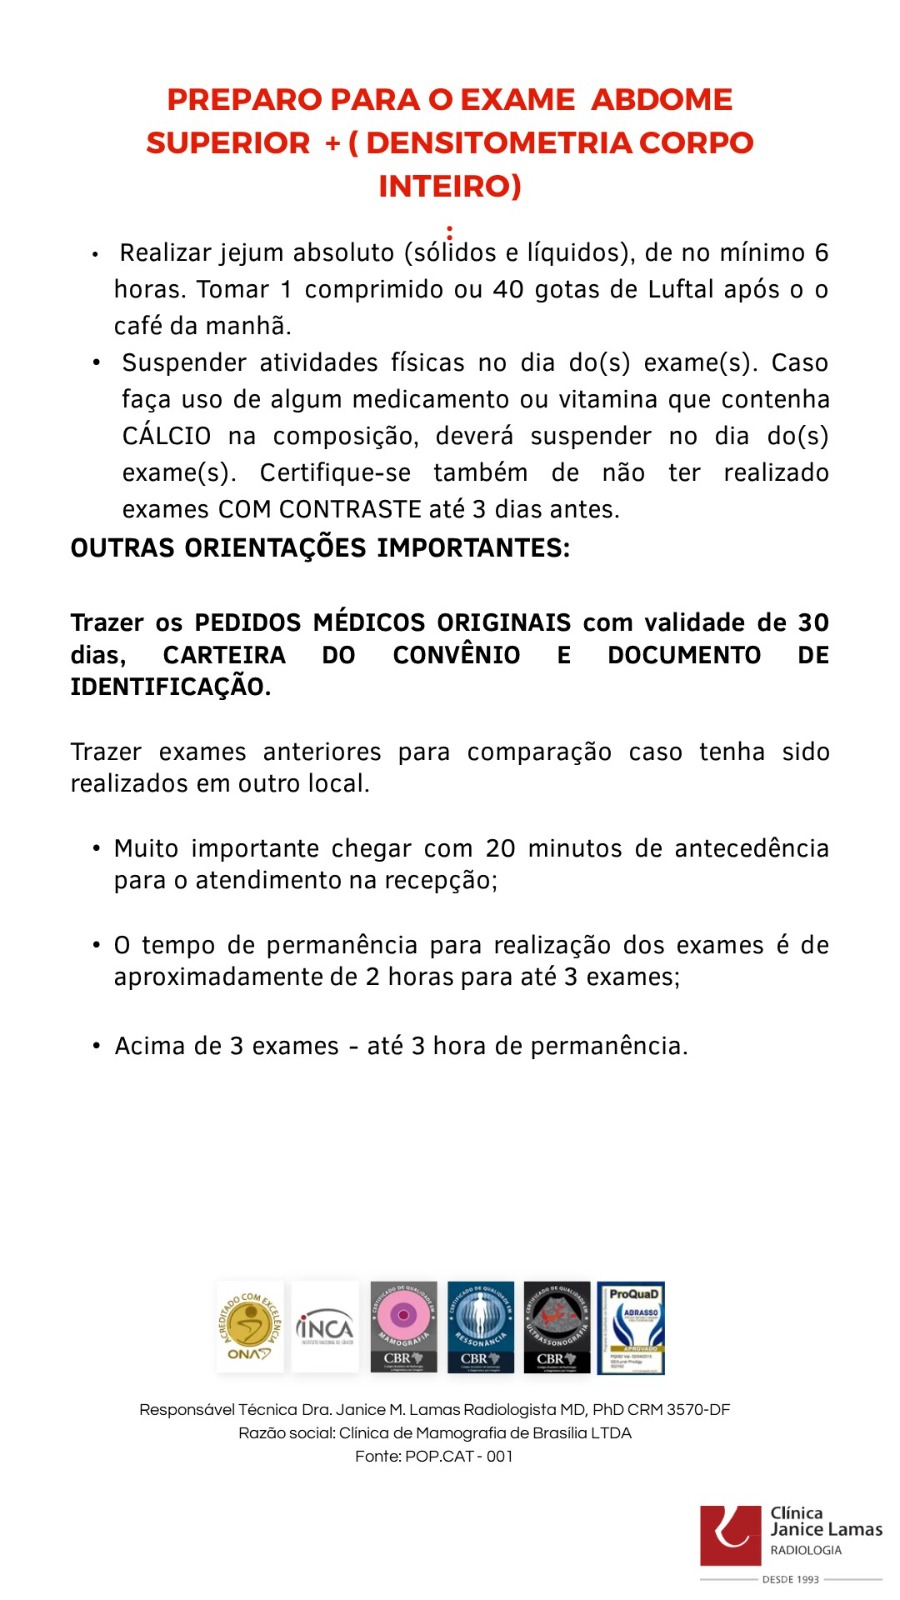 PREPARO PARA O EXAME ABDOME
SUPERIOR + ( DENSITOMETRIA CORPO
INTEIRO)
:
• Realizar jejum absoluto (sólidos e líquidos), de no mínimo 6
horas. Tomar 1 comprimido ou 40 gotas de Luftal após o o
café da manhã.
• Suspender atividades físicas no dia do(s) exame(s). Caso
faça uso de algum medicamento ou vitamina que contenha
CÁLCIO na composição, deverá suspender no dia do(s)
exame(s). Certifique-se também de não ter realizado
exames COM CONTRASTE até 3 dias antes.
OUTRAS ORIENTAÇÕES IMPORTANTES:
Trazer os PEDIDOS MÉDICOS ORIGINAIS com validade de 30
dias, CARTEIRA DO CONVÊNIO E DOCUMENTO DE
IDENTIFICAÇÃO.
Trazer exames anteriores para comparação caso tenha sido
realizados em outro local.
• Muito importante chegar com 20 minutos de antecedência
para o atendimento na recepção;
• O tempo de permanência para realização dos exames é de
aproximadamente de 2 horas para até 3 exames;
• Acima de 3 exames - até 3 hora de permanência.
ACREDITADO COM EXCELÊNCIA
ONA
INCA
INSTITUTO NACIONAL DE CÂNCER
CERTIFICADO DE QUALIDADE EM
MAMOGRAFIA
CBR
CERTIFICADO DE QUALIDADE EM
RESSONÂNCIA
CBR
CERTIFICADO DE QUALIDADE EM
ULTRASSONOGRAFIA
CBR
ProQuaD
ABRASSO
APROVADO
Responsável Técnica Dra. Janice M. Lamas Radiologista MD, PhD CRM 3570-DF
Razão social: Clínica de Mamografia de Brasília LTDA
Fonte: POP.CAT - 001
Clínica
Janice Lamas
RADIOLOGIA
DESDE 1993